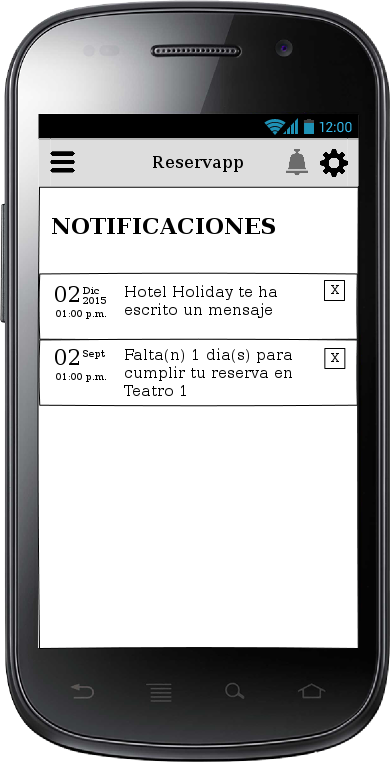 12:00
Reservapp
NOTIFICACIONES
02 Dic
2015
01:00 p.m.
Hotel Holiday te ha
escrito un mensaje
X
02 Sept
01:00 p.m.
Falta(n) 1 dia(s) para
cumplir tu reserva en
Teatro 1
X